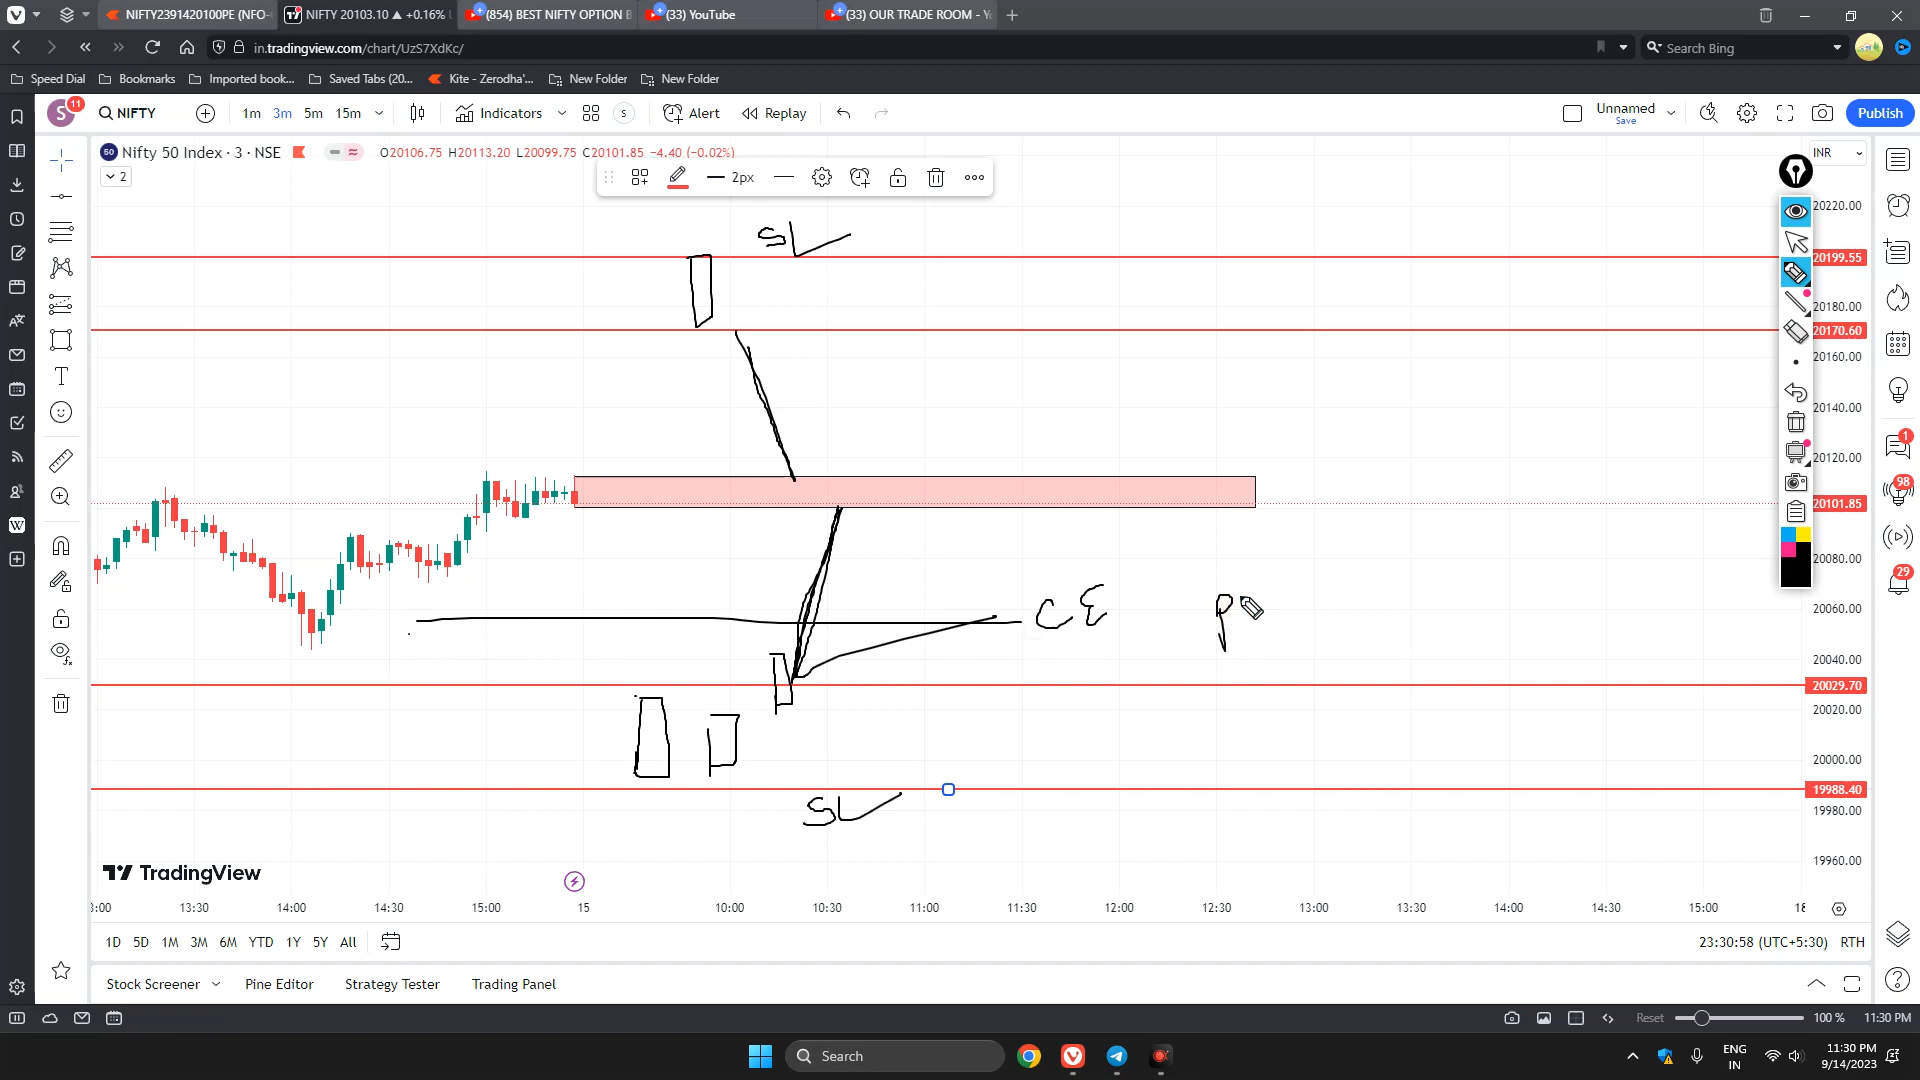 NIFTY2391420100PE (NFO-
NIFTY 20103.10 ▲ +0.16%
(854) BEST NIFTY OPTION B
(33) YouTube
(33) OUR TRADE ROOM - Y
in.tradingview.com/chart/UzS7XdKc/
Search Bing
Speed Dial
Bookmarks
Imported book...
Saved Tabs (20...
Kite - Zerodha'...
New Folder
New Folder
S
11
NIFTY
1m
3m
5m
15m
Indicators
S
Alert
Replay
Unnamed
Save
Publish
50
Nifty 50 Index · 3 · NSE
O20106.75 H20113.20 L20099.75 C20101.85 −4.40 (−0.02%)
2
2px
INR
SL
20220.00
20199.55
20180.00
20170.60
20160.00
20140.00
20120.00
20101.85
20080.00
20060.00
20040.00
20029.70
20020.00
20000.00
19988.40
19980.00
19960.00
CE
P
SL
1
98
29
W
TradingView
3:00
13:30
14:00
14:30
15:00
15
10:00
10:30
11:00
11:30
12:00
12:30
13:00
13:30
14:00
14:30
15:00
1D
5D
1M
3M
6M
YTD
1Y
5Y
All
23:30:58 (UTC+5:30)
RTH
Stock Screener
Pine Editor
Strategy Tester
Trading Panel
Reset
100 %
11:30 PM
Search
ENG
IN
11:30 PM
9/14/2023